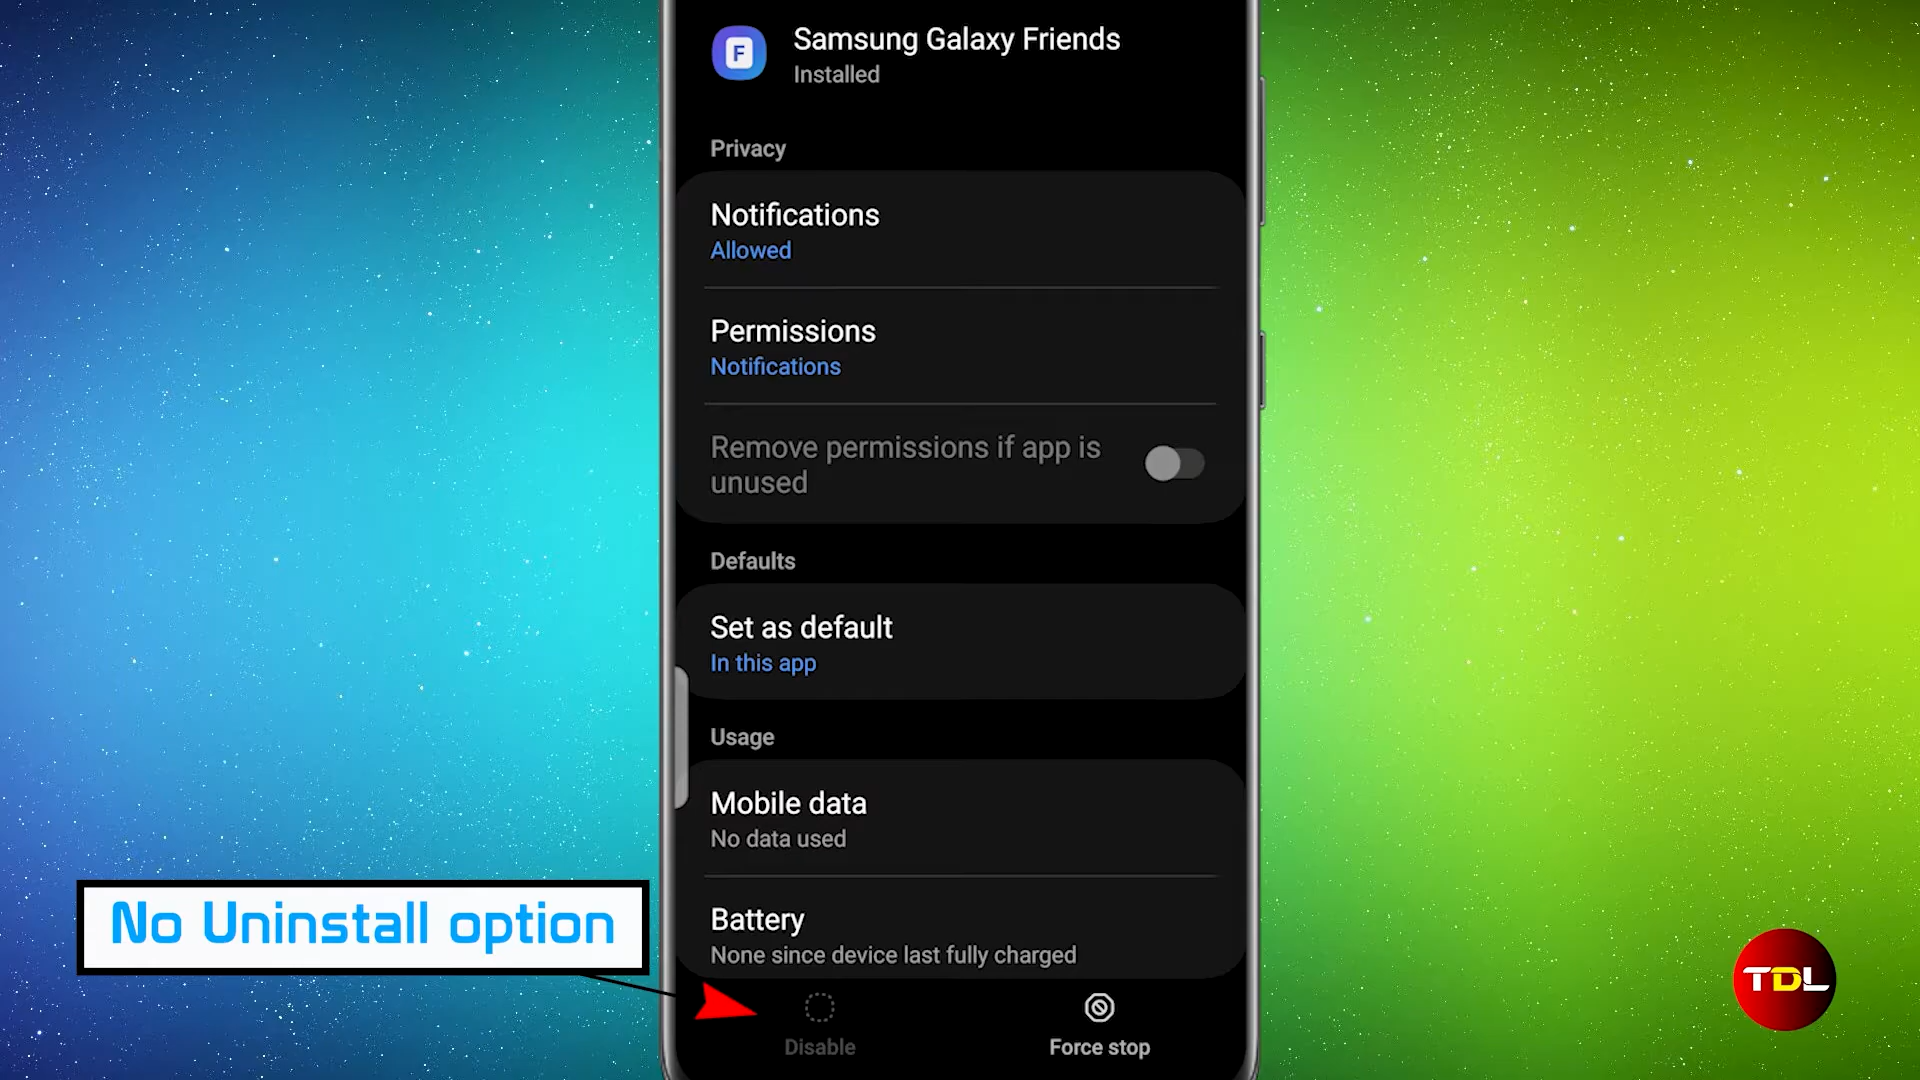 F
Samsung Galaxy Friends
Installed
Privacy
Notifications
Allowed
Permissions
Notifications
Remove permissions if app is
unused
Defaults
Set as default
In this app
Usage
Mobile data
No data used
Battery
None since device last fully charged
No Uninstall option
Disable
Force stop
TDL